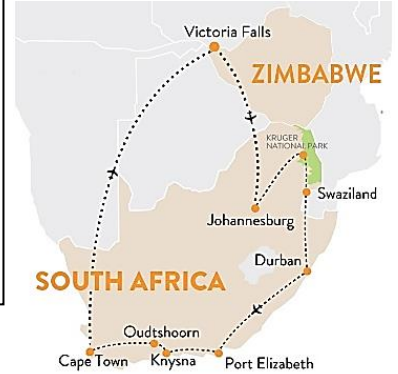 Victoria Falls
ZIMBABWE
KRUGER
NATIONAL PARK
Swaziland
Johannesburg
Durban
SOUTH AFRICA
Oudtshoorn
Cape Town
Knysna
Port Elizabeth